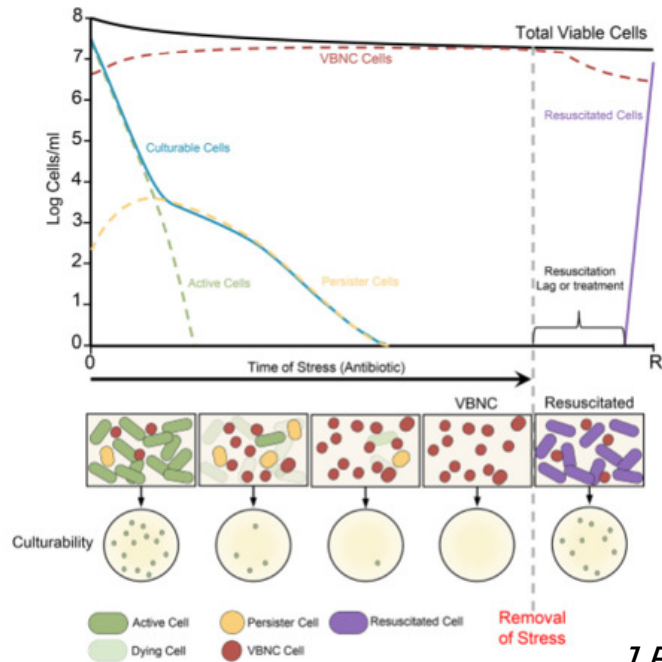 8
Total Viable Cells
7
VBNC Cells
6
Resuscitated Cells
5
Culturable Cells
Log Cells/ml
4
3
2
Active Cells
Persister Cells
Resuscitation
Lag or treatment
1
0
0
Time of Stress (Antibiotic)
R
VBNC
Resuscitated
Culturability
Active Cell
Persister Cell
Resuscitated Cell
Dying Cell
VBNC Cell
Removal
of Stress